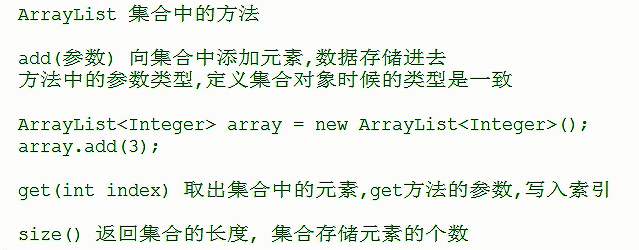 ArrayList 集合中的方法
add(参数) 向集合中添加元素,数据存储进去
方法中的参数类型,定义集合对象时候的类型是一致
ArrayList<Integer> array = new ArrayList<Integer>();
array.add(3);
get(int index) 取出集合中的元素,get方法的参数,写入索引
size() 返回集合的长度, 集合存储元素的个数